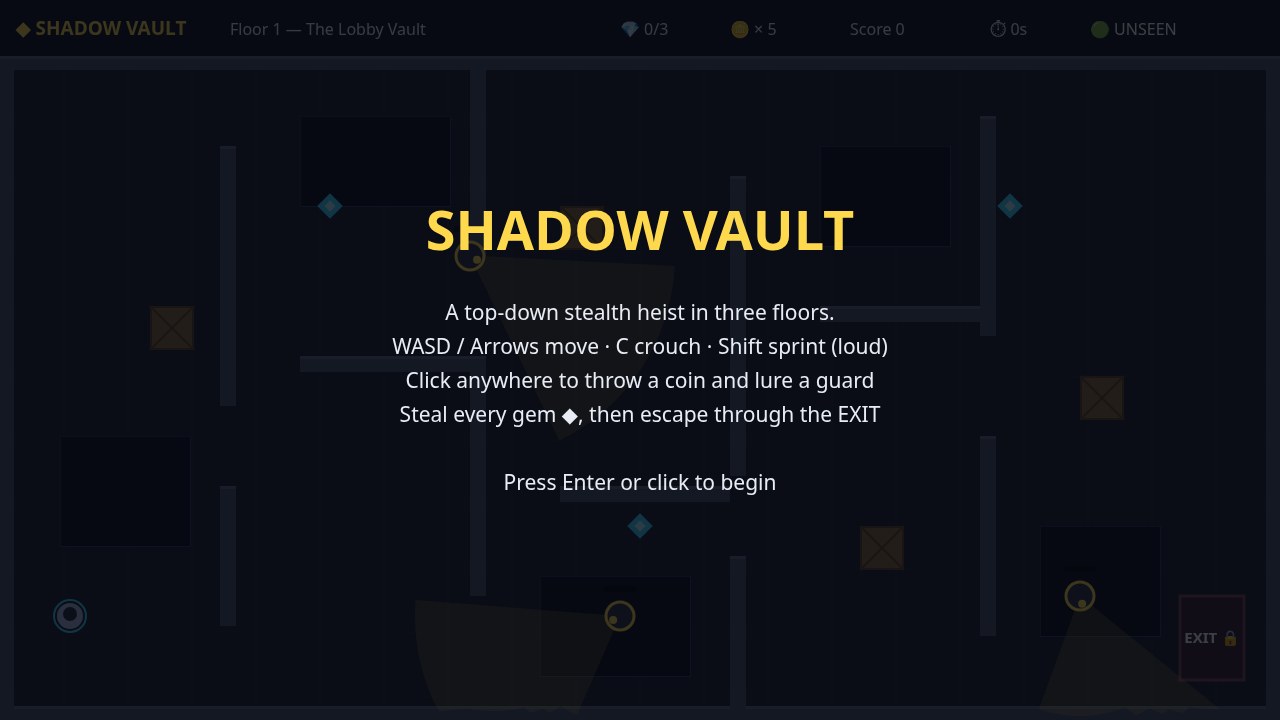 ◆ SHADOW VAULT
Floor 1 — The Lobby Vault
💎 0/3
🪙 × 5
Score 0
⏱ 0s
🟢 UNSEEN
SHADOW VAULT
A top-down stealth heist in three floors.
WASD / Arrows move · C crouch · Shift sprint (loud)
Click anywhere to throw a coin and lure a guard
Steal every gem ◆, then escape through the EXIT
Press Enter or click to begin
EXIT 🔒